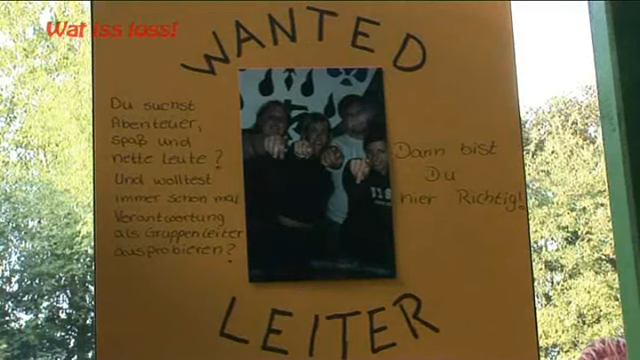 Wat iss loss!
WANTED
Du suchst
Abenteuer,
spaß und
nette Leute?
Und wolltest
immer schon mal
Verantwortung
als Gruppenleiter
ausprobieren?
Dann bist
Du
hier Richtig!
LEITER